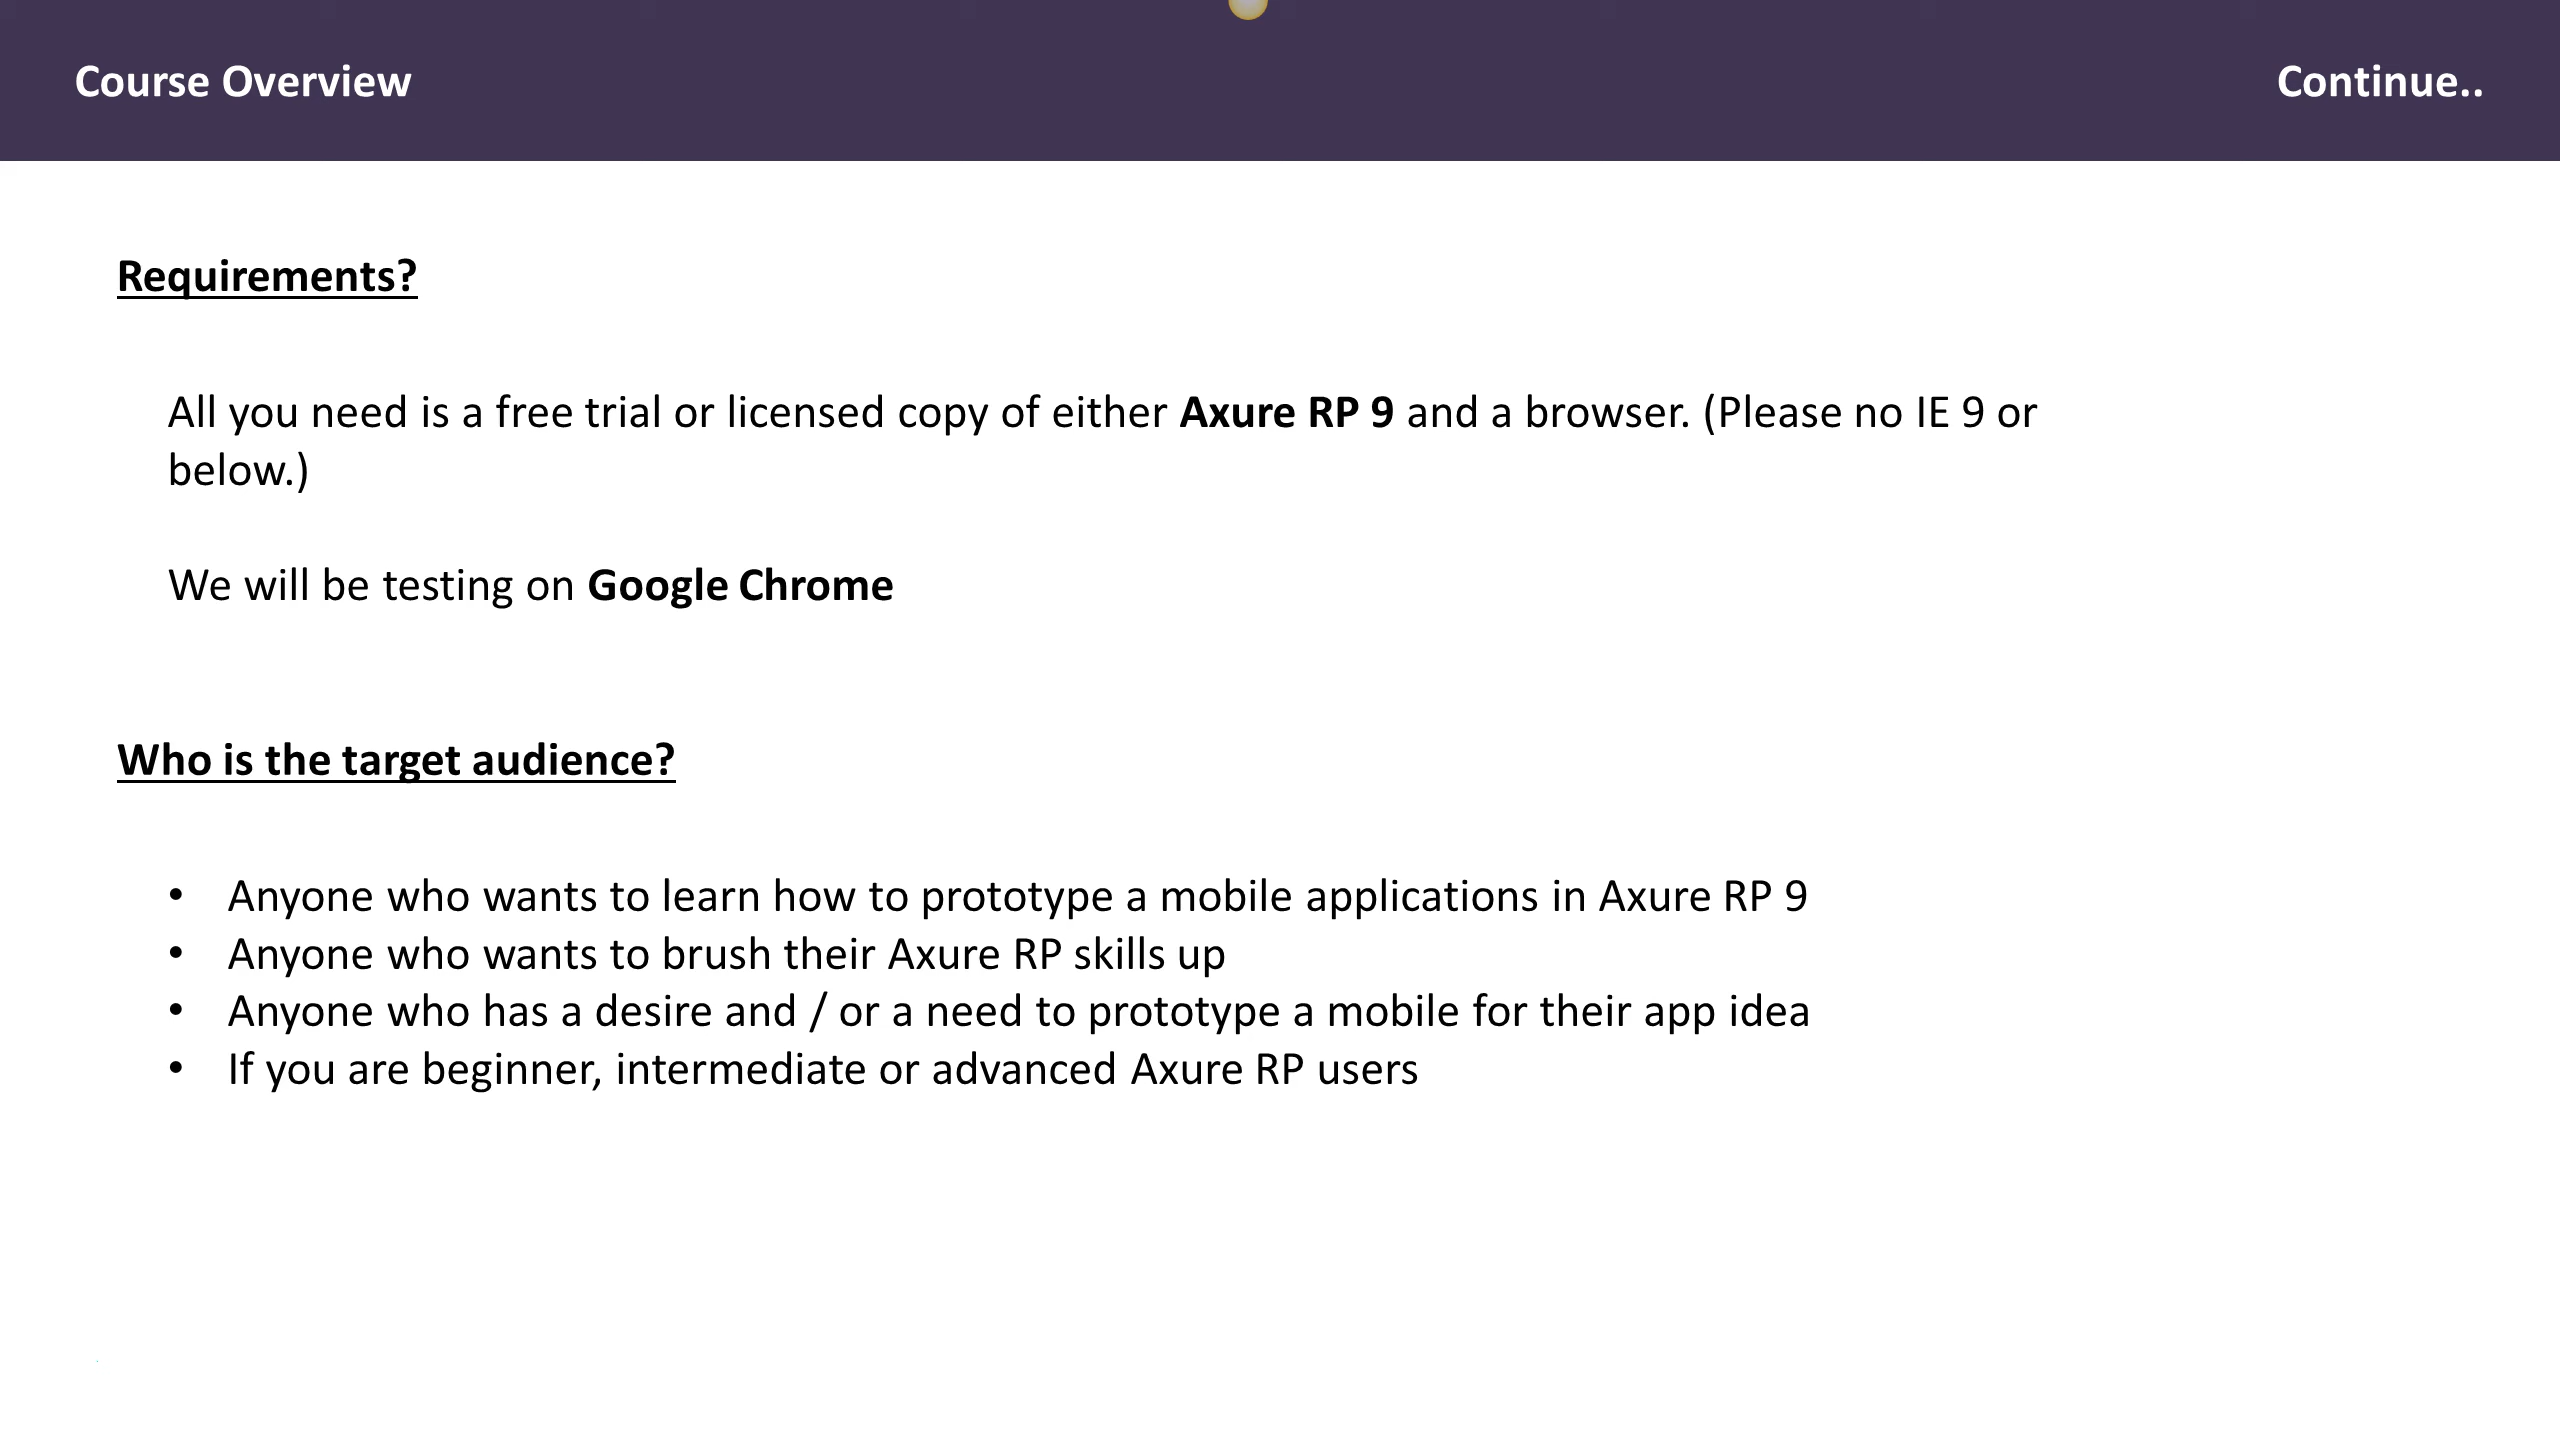 Course Overview
Continue..
Requirements?
All you need is a free trial or licensed copy of either Axure RP 9 and a browser. (Please no IE 9 or
below.)
We will be testing on Google Chrome
Who is the target audience?
• Anyone who wants to learn how to prototype a mobile applications in Axure RP 9
• Anyone who wants to brush their Axure RP skills up
• Anyone who has a desire and / or a need to prototype a mobile for their app idea
• If you are beginner, intermediate or advanced Axure RP users